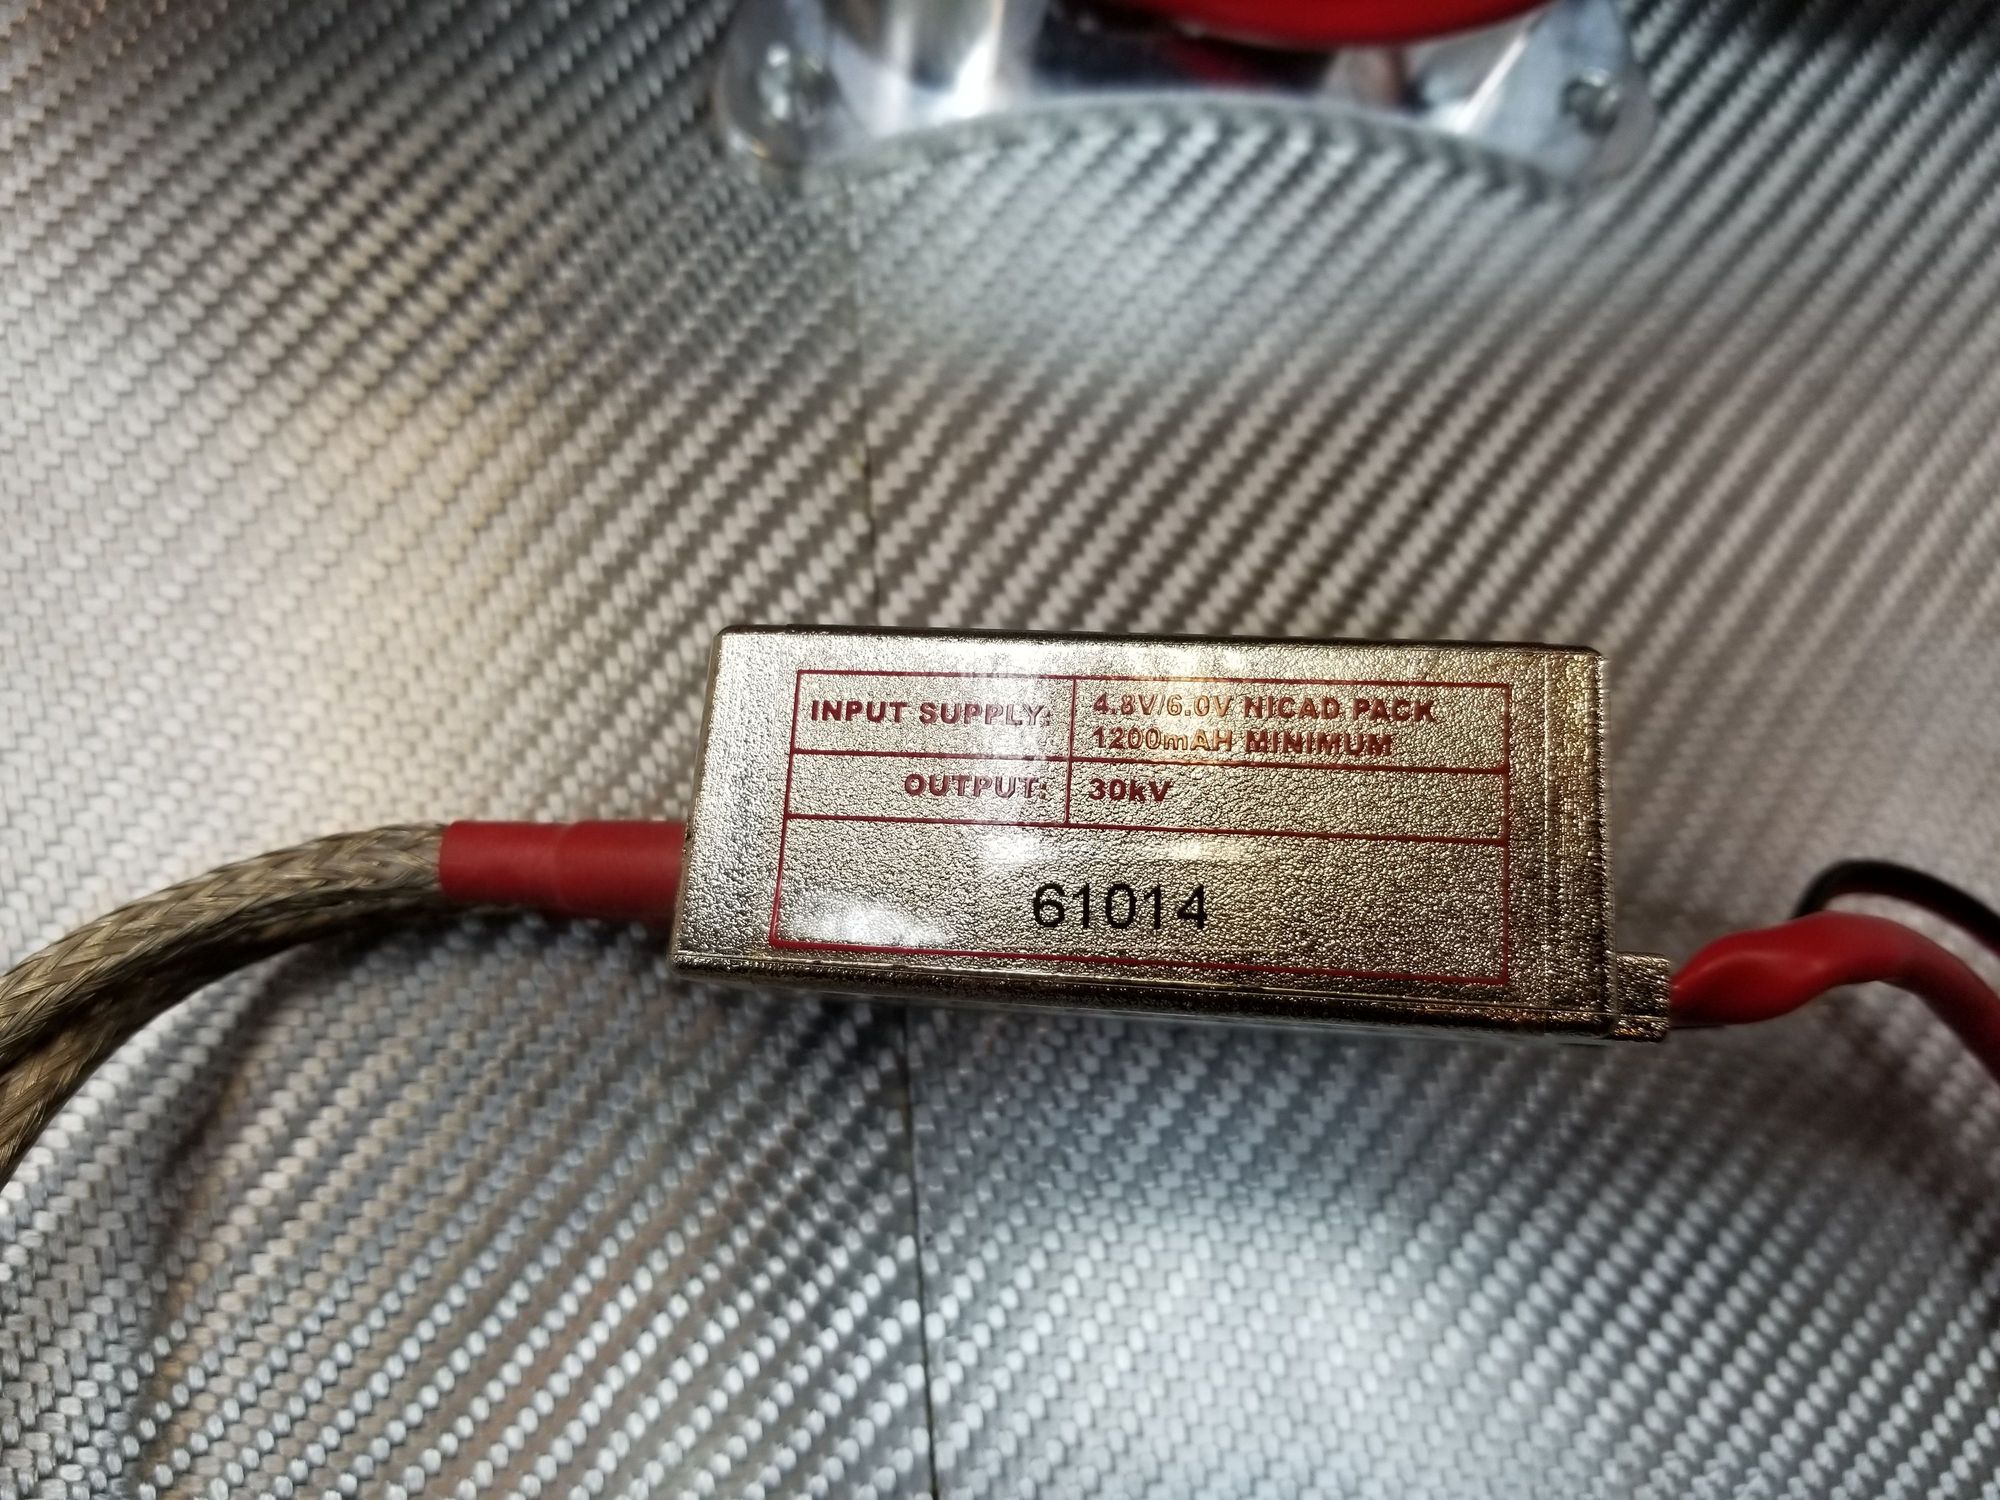 INPUT SUPPLY: 4.8V/6.0V NICAD PACK
1200mAH MINIMUM
OUTPUT: 30kV
61014